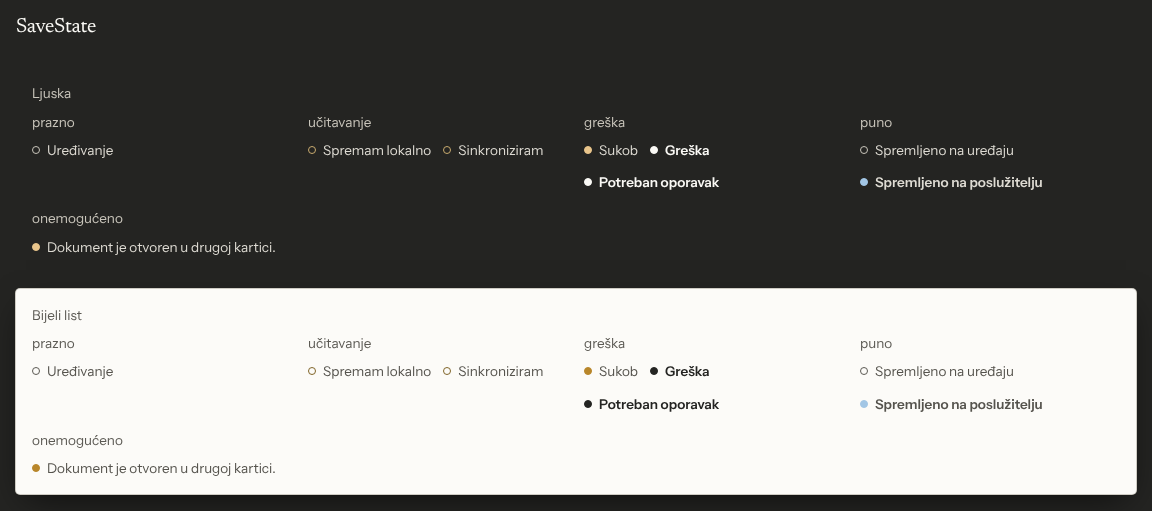 SaveState
Ljuska
prazno
Uređivanje
učitavanje
Spremam lokalno Sinkroniziram
greška
Sukob Greška
Potreban oporavak
puno
Spremljeno na uređaju
Spremljeno na poslužitelju
onemogućeno
Dokument je otvoren u drugoj kartici.
Bijeli list
prazno
Uređivanje
učitavanje
Spremam lokalno Sinkroniziram
greška
Sukob Greška
Potreban oporavak
puno
Spremljeno na uređaju
Spremljeno na poslužitelju
onemogućeno
Dokument je otvoren u drugoj kartici.